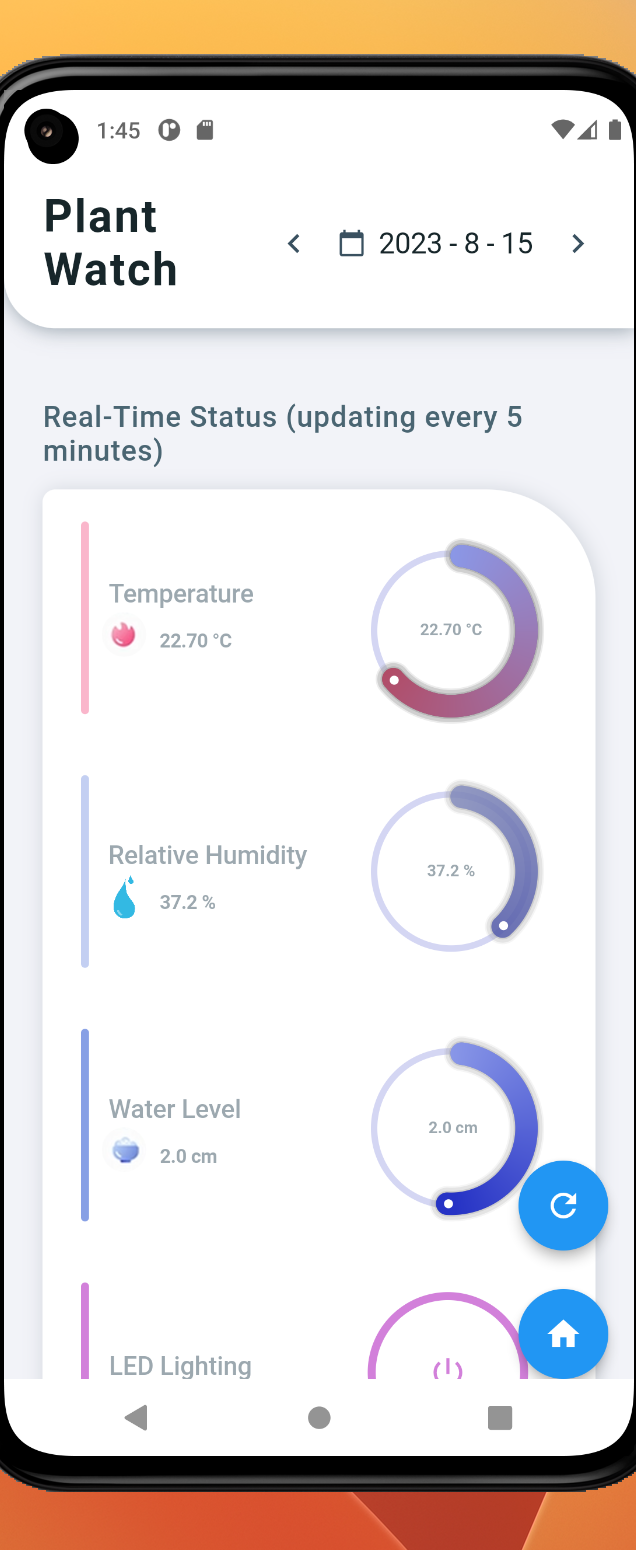 1:45
Plant
Watch
2023 - 8 - 15
Real-Time Status (updating every 5
minutes)
Temperature
22.70 °C
22.70 °C
Relative Humidity
37.2 %
37.2 %
Water Level
2.0 cm
2.0 cm
LED Lighting